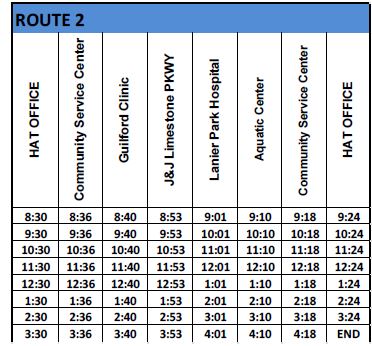 ROUTE 2
HAT OFFICE Community Service Center Guilford Clinic J&J Limestone PKWY Lanier Park Hospital Aquatic Center Community Service Center HAT OFFICE
8:30 8:36 8:40 8:53 9:01 9:10 9:18 9:24
9:30 9:36 9:40 9:53 10:01 10:10 10:18 10:24
10:30 10:36 10:40 10:53 11:01 11:10 11:18 11:24
11:30 11:36 11:40 11:53 12:01 12:10 12:18 12:24
12:30 12:36 12:40 12:53 1:01 1:10 1:18 1:24
1:30 1:36 1:40 1:53 2:01 2:10 2:18 2:24
2:30 2:36 2:40 2:53 3:01 3:10 3:18 3:24
3:30 3:36 3:40 3:53 4:01 4:10 4:18 END